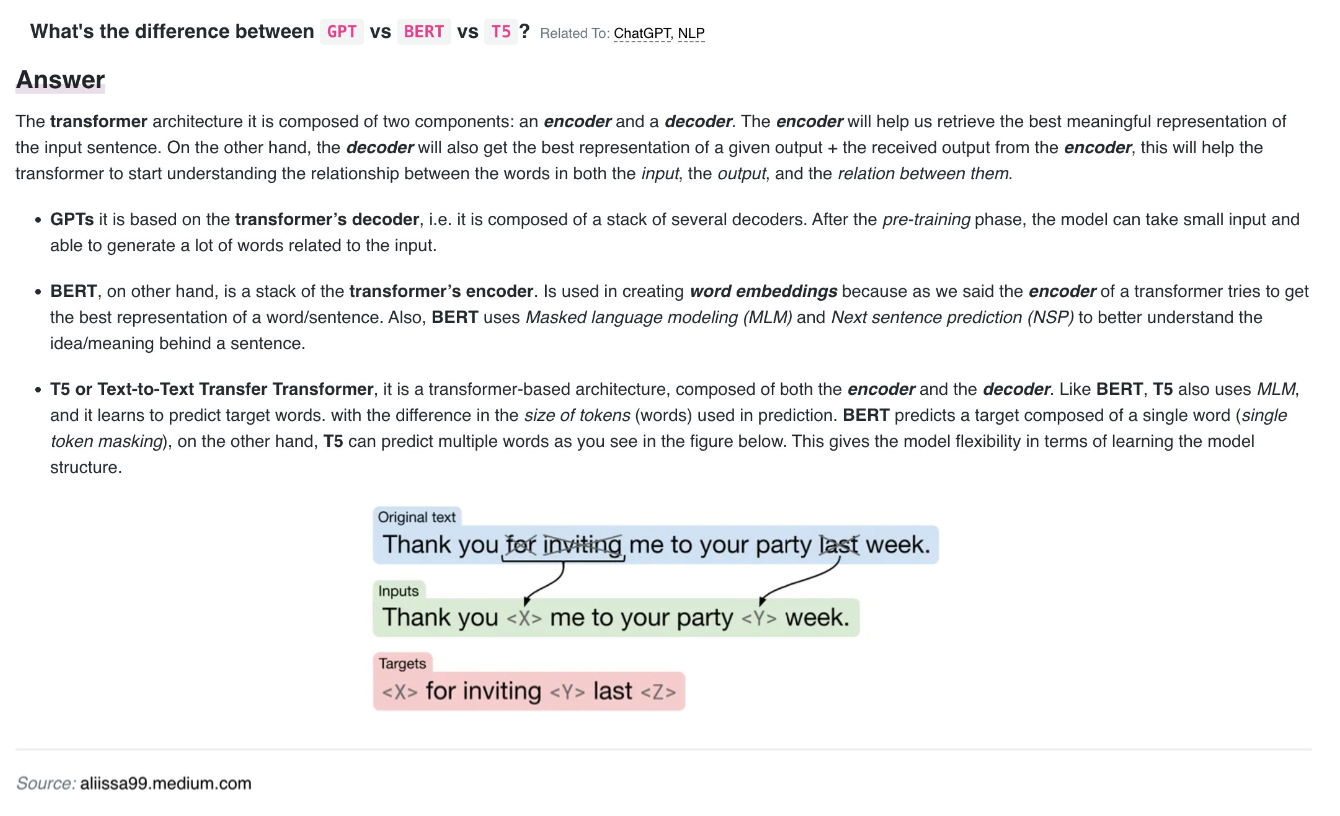 What's the difference between GPT vs BERT vs T5 ? Related To: ChatGPT, NLP
Answer
The transformer architecture it is composed of two components: an encoder and a decoder. The encoder will help us retrieve the best meaningful representation of
the input sentence. On the other hand, the decoder will also get the best representation of a given output + the received output from the encoder, this will help the
transformer to start understanding the relationship between the words in both the input, the output, and the relation between them.
• GPTs it is based on the transformer’s decoder, i.e. it is composed of a stack of several decoders. After the pre-training phase, the model can take small input and
able to generate a lot of words related to the input.
• BERT, on other hand, is a stack of the transformer’s encoder. Is used in creating word embeddings because as we said the encoder of a transformer tries to get
the best representation of a word/sentence. Also, BERT uses Masked language modeling (MLM) and Next sentence prediction (NSP) to better understand the
idea/meaning behind a sentence.
• T5 or Text-to-Text Transfer Transformer, it is a transformer-based architecture, composed of both the encoder and the decoder. Like BERT, T5 also uses MLM,
and it learns to predict target words. with the difference in the size of tokens (words) used in prediction. BERT predicts a target composed of a single word (single
token masking), on the other hand, T5 can predict multiple words as you see in the figure below. This gives the model flexibility in terms of learning the model
structure.
Original text
Thank you for inviting me to your party last week.
Inputs
Thank you <X> me to your party <Y> week.
Targets
<X> for inviting <Y> last <Z>
Source: aliissa99.medium.com